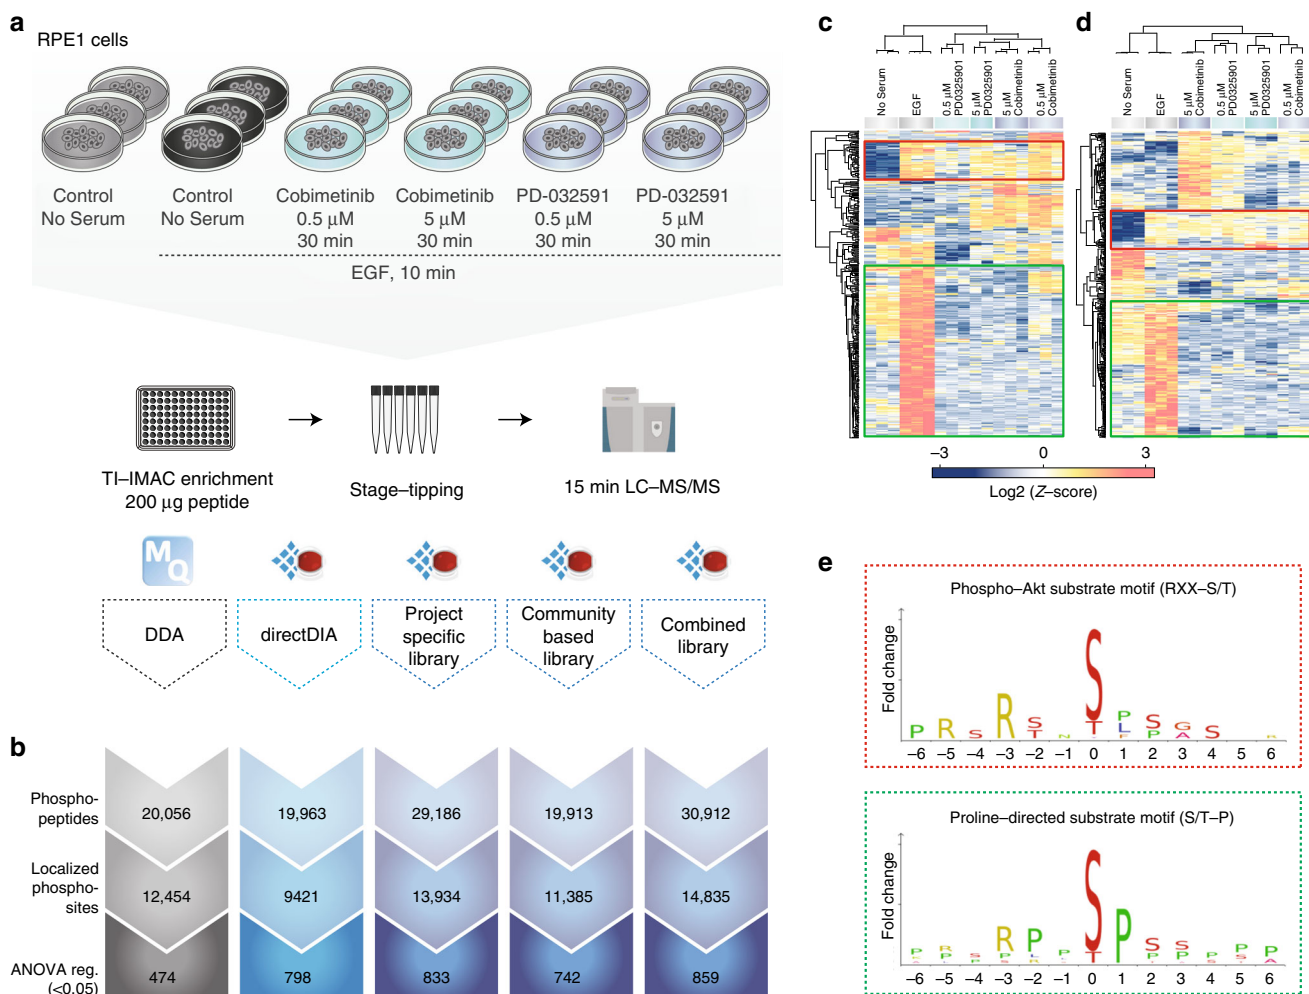 a
RPE1 cells
Control
No Serum
Control
No Serum
Cobimetinib
0.5 µM
30 min
Cobimetinib
5 µM
30 min
PD-032591
0.5 µM
30 min
PD-032591
5 µM
30 min
EGF, 10 min
TI–IMAC enrichment
200 µg peptide
Stage–tipping
15 min LC–MS/MS
MQ
DDA
directDIA
Project
specific
library
Community
based
library
Combined
library
b
Phospho-
peptides
20,056
19,963
29,186
19,913
30,912
Localized
phospho-
sites
12,454
9421
13,934
11,385
14,835
ANOVA reg.
(<0.05)
474
798
833
742
859
c
No Serum
EGF
0.5 µM
PD0325901
5 µM
PD0325901
5 µM
Cobimetinib
0.5 µM
Cobimetinib
d
No Serum
EGF
5 µM
Cobimetinib
0.5 µM
PD0325901
5 µM
PD0325901
0.5 µM
Cobimetinib
–3 0 3
Log2 (Z–score)
e
Phospho–Akt substrate motif (RXX–S/T)
Fold change
P R S R S T S T P L S P G A S
–6 –5 –4 –3 –2 –1 0 1 2 3 4 5 6
Proline–directed substrate motif (S/T–P)
Fold change
R P S T P S P S P P P P
–6 –5 –4 –3 –2 –1 0 1 2 3 4 5 6